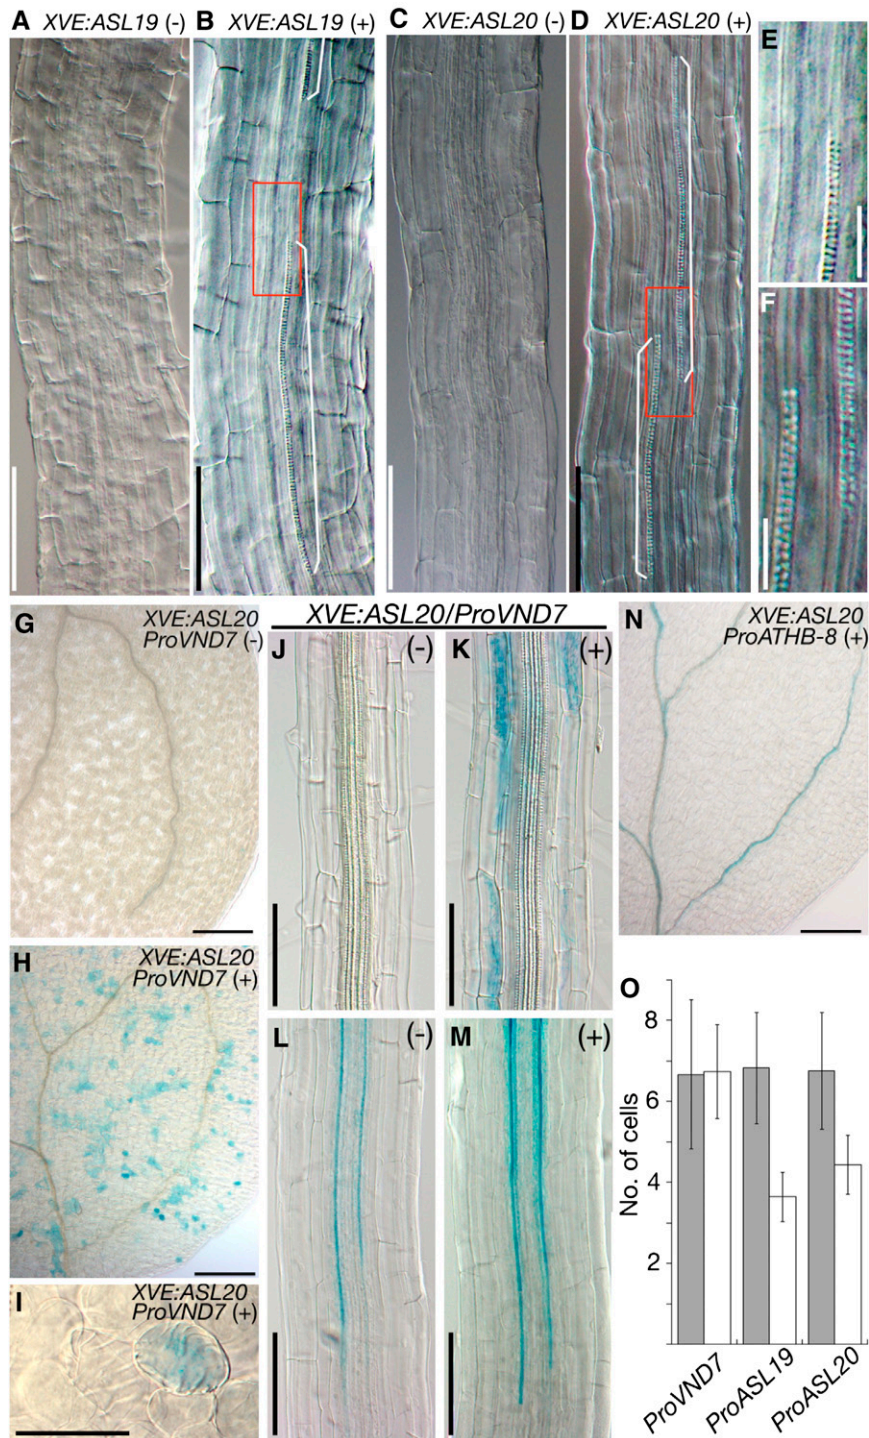 A XVE:ASL19 (-)
B XVE:ASL19 (+)
C XVE:ASL20 (-)
D XVE:ASL20 (+)
E
F
G XVE:ASL20
ProVND7 (-)
XVE:ASL20/ProVND7
J (-)
K (+)
N XVE:ASL20
ProATHB-8 (+)
H XVE:ASL20
ProVND7 (+)
I XVE:ASL20
ProVND7 (+)
L (-)
M (+)
O
8
6
4
2
No. of cells
ProVND7
ProASL19
ProASL20